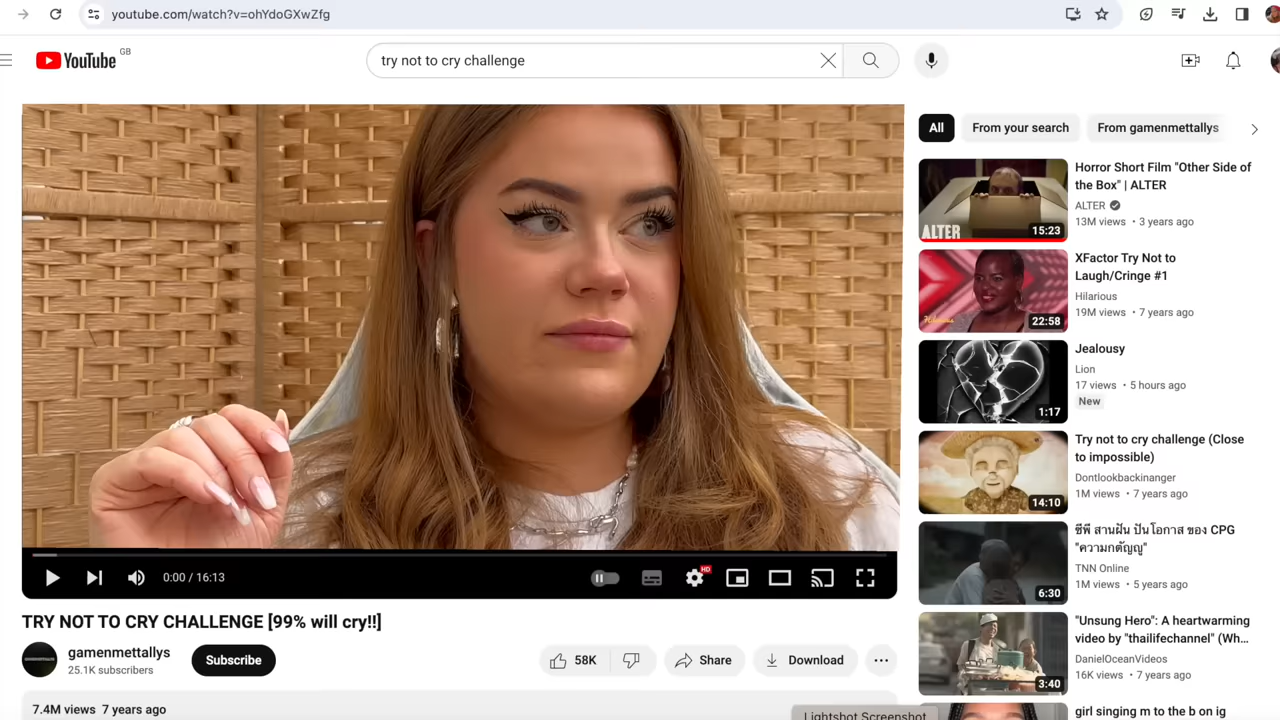 youtube.com/watch?v=ohYdoGXwZfg
YouTube GB
try not to cry challenge
All
From your search
From gamenmettallys
Horror Short Film "Other Side of
the Box" | ALTER
ALTER
13M views • 3 years ago
ALTER
15:23
XFactor Try Not to
Laugh/Cringe #1
Hilarious
19M views • 7 years ago
22:58
Jealousy
Lion
17 views • 5 hours ago
New
1:17
Try not to cry challenge (Close
to impossible)
Dontlookbackinanger
1M views • 7 years ago
14:10
ซีพี สานฝัน ปันโอกาส ของ CPG
"ความกตัญญู"
TNN Online
1M views • 5 years ago
6:30
"Unsung Hero": A heartwarming
video by "thailifechannel" (Wh...
DanielOceanVideos
16K views • 7 years ago
3:40
girl singing m to the b on ig
0:00 / 16:13
HD
TRY NOT TO CRY CHALLENGE [99% will cry!!]
gamenmettallys
25.1K subscribers
Subscribe
58K
Share
Download
7.4M views 7 years ago
Lightshot Screenshot